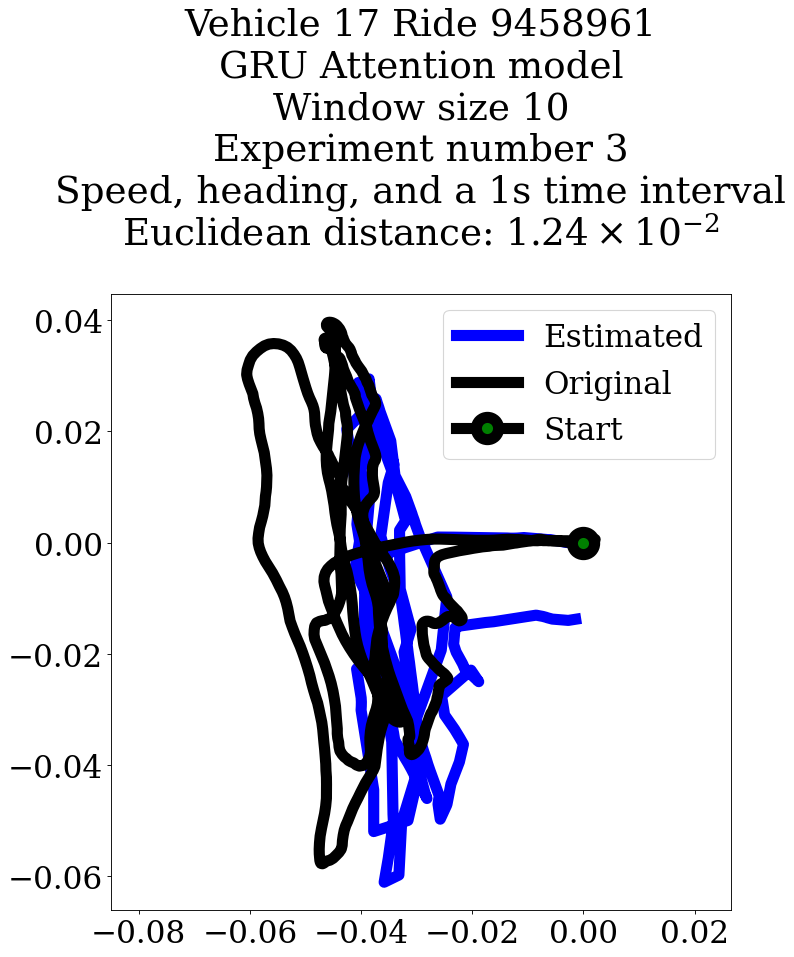 Vehicle 17 Ride 9458961
GRU Attention model
Window size 10
Experiment number 3
Speed, heading, and a 1s time interval
Euclidean distance: 1.24 × 10⁻²
Estimated
Original
Start
0.04
0.02
0.00
−0.02
−0.04
−0.06
−0.08 −0.06 −0.04 −0.02 0.00 0.02